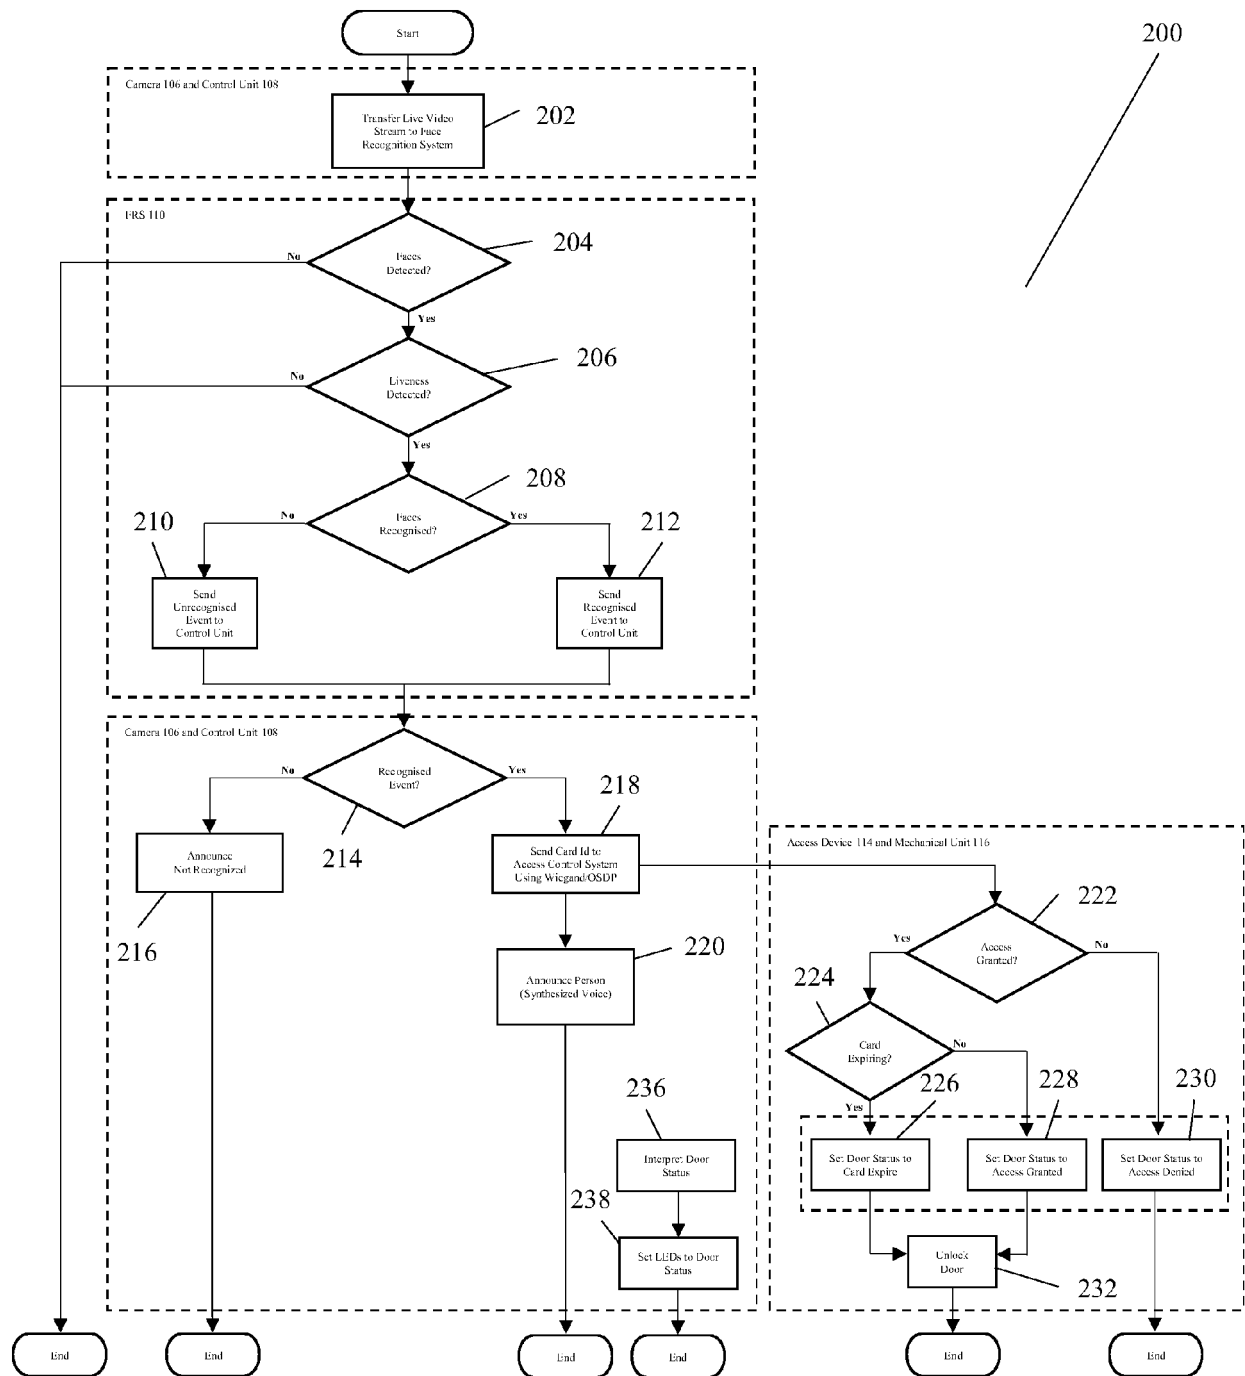 Start
200
Camera 106 and Control Unit 108
Transfer Live Video
Stream to Face
Recognition System
202
FRS 110
Faces
Detected?
204
No
Yes
Liveness
Detected?
206
No
Yes
Faces
Recognised?
208
No
Yes
210
212
Send
Unrecognised
Event to
Control Unit
Send
Recognised
Event to
Control Unit
Camera 106 and Control Unit 108
Recognised
Event?
No
Yes
214
218
Announce
Not Recognized
216
Send Card Id to
Access Control System
Using Wiegand/OSDP
220
Announce Person
(Synthesized Voice)
Access Device 114 and Mechanical Unit 116
222
Access
Granted?
Yes
No
224
Card
Expiring?
No
Yes
226
228
230
236
Interpret Door
Status
Set Door Status to
Card Expire
Set Door Status to
Access Granted
Set Door Status to
Access Denied
238
Set LEDs to Door
Status
Unlock
Door
232
End
End
End
End
End
End